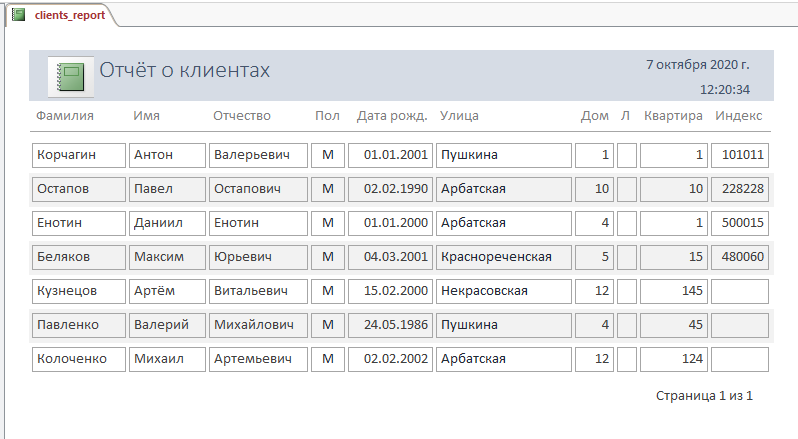 clients_report
Отчёт о клиентах 7 октября 2020 г.
12:20:34
Фамилия Имя Отчество Пол Дата рожд. Улица Дом Л Квартира Индекс
Корчагин Антон Валерьевич М 01.01.2001 Пушкина 1 1 101011
Остапов Павел Остапович М 02.02.1990 Арбатская 10 10 228228
Енотин Даниил Енотин М 01.01.2000 Арбатская 4 1 500015
Беляков Максим Юрьевич М 04.03.2001 Краснореченская 5 15 480060
Кузнецов Артём Витальевич М 15.02.2000 Некрасовская 12 145
Павленко Валерий Михайлович М 24.05.1986 Пушкина 4 45
Колоченко Михаил Артемьевич М 02.02.2002 Арбатская 12 124
Страница 1 из 1